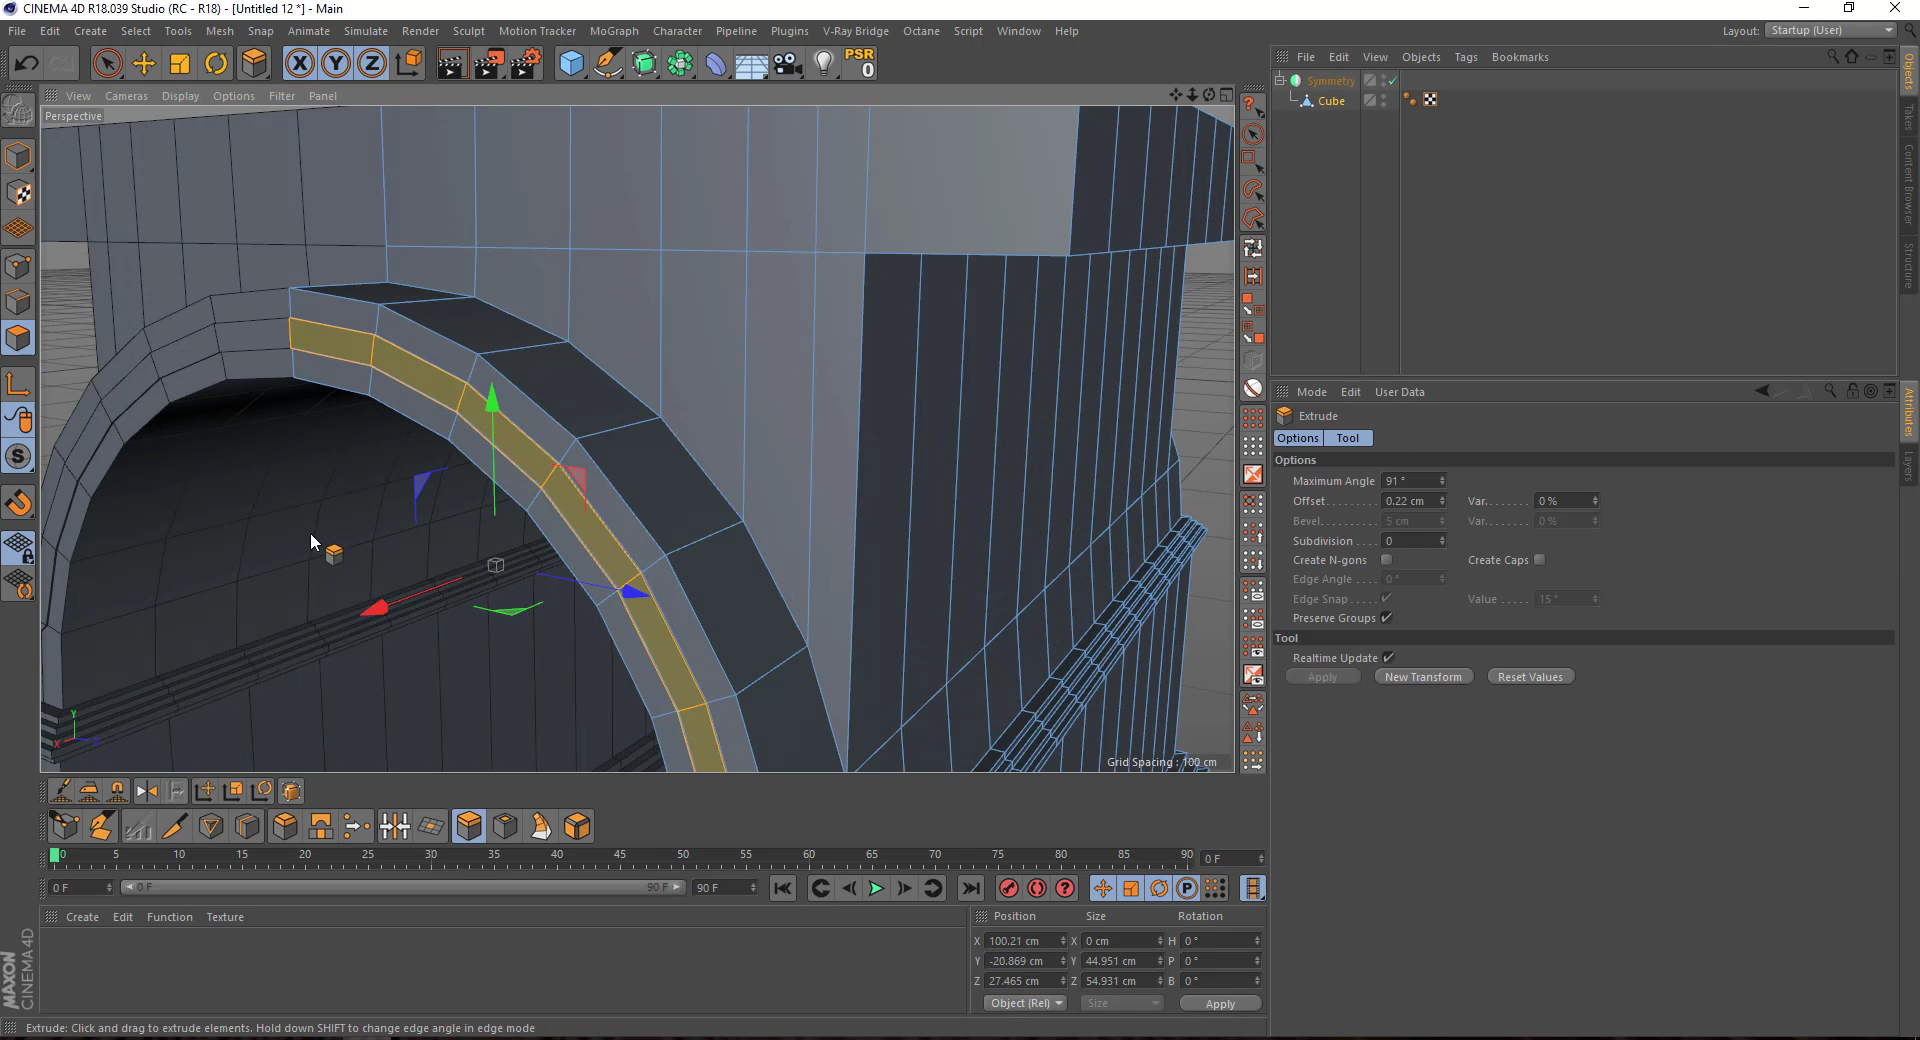 CINEMA 4D R18.039 Studio (RC - R18) - [Untitled 12 *] - Main
File Edit Create Select Tools Mesh Snap Animate Simulate Render Sculpt Motion Tracker MoGraph Character Pipeline Plugins V-Ray Bridge Octane Script Window Help
Layout: Startup (User)
X Y Z
PSR
0
File Edit View Objects Tags Bookmarks
Symmetry
Cube
View Cameras Display Options Filter Panel
Perspective
Objects
Takes
Content Browser
Structure
Mode Edit User Data
Extrude
Options Tool
Options
Maximum Angle 91 °
Offset 0.22 cm Var. 0 %
Bevel 5 cm Var. 0 %
Subdivision 0
Create N-gons Create Caps
Edge Angle 0 °
Edge Snap Value 15 °
Preserve Groups
Tool
Realtime Update
Apply New Transform Reset Values
Attributes
Layers
S
Y
X Z
Grid Spacing : 100 cm
0 5 10 15 20 25 30 35 40 45 50 55 60 65 70 75 80 85 90 0 F
0 F 0 F 90 F 90 F
P
Create Edit Function Texture
Position Size Rotation
X 100.21 cm X 0 cm H 0 °
Y -20.869 cm Y 44.951 cm P 0 °
Z 27.465 cm Z 54.931 cm B 0 °
Object (Rel) Size Apply
MAXON
CINEMA 4D
Extrude: Click and drag to extrude elements. Hold down SHIFT to change edge angle in edge mode